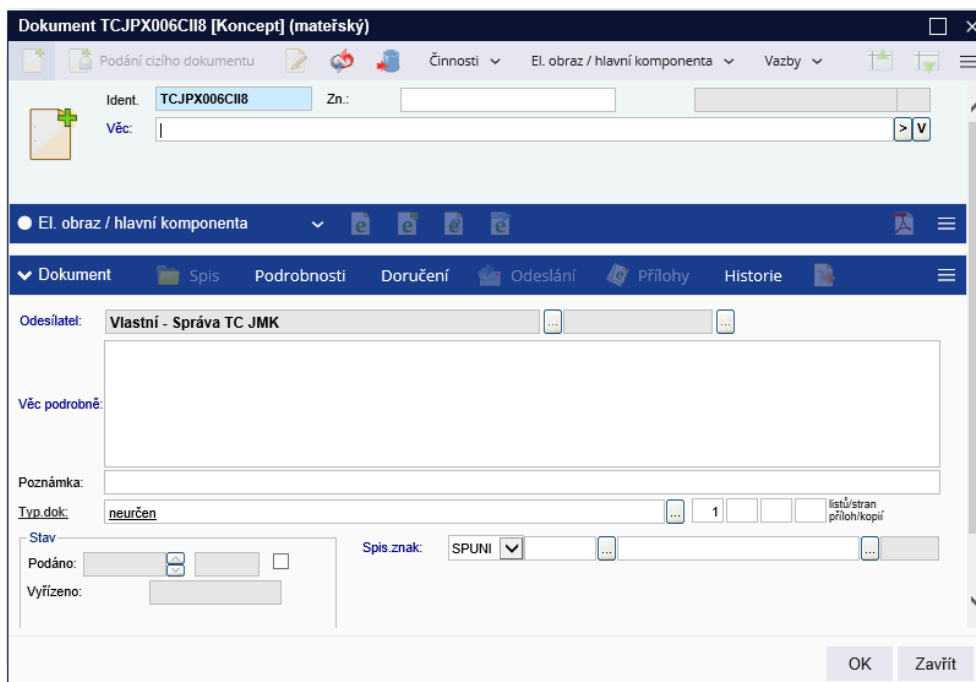 Dokument TCJPX006CII8 [Koncept] (mateřský)
Podání cizího dokumentu Činnosti El. obraz / hlavní komponenta Vazby
Ident. TCJPX006CII8 Zn.:
Věc: > V
El. obraz / hlavní komponenta
Dokument Spis Podrobnosti Doručení Odeslání Přílohy Historie
Odesílatel: Vlastní - Správa TC JMK ... ...
Věc podrobně:
Poznámka:
Typ.dok: neurčen ... 1 listů/stran
příloh/kopií
Stav
Podáno: Spis.znak: SPUNI ... ...
Vyřízeno:
OK Zavřít